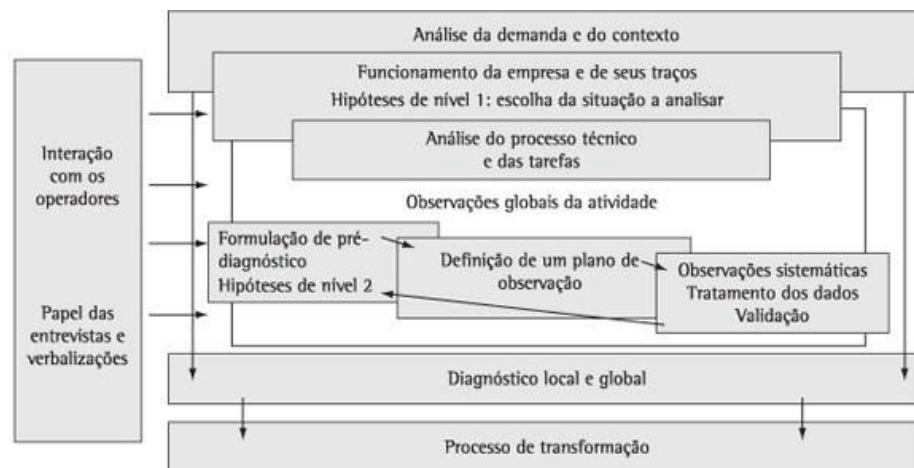 Análise da demanda e do contexto
Funcionamento da empresa e de seus traços
Hipóteses de nível 1: escolha da situação a analisar
Análise do processo técnico
e das tarefas
Interação
com os
operadores
Papel das
entrevistas e
verbalizações
Observações globais da atividade
Formulação de pré-
diagnóstico
Hipóteses de nível 2
Definição de um plano de
observação
Observações sistemáticas
Tratamento dos dados
Validação
Diagnóstico local e global
Processo de transformação